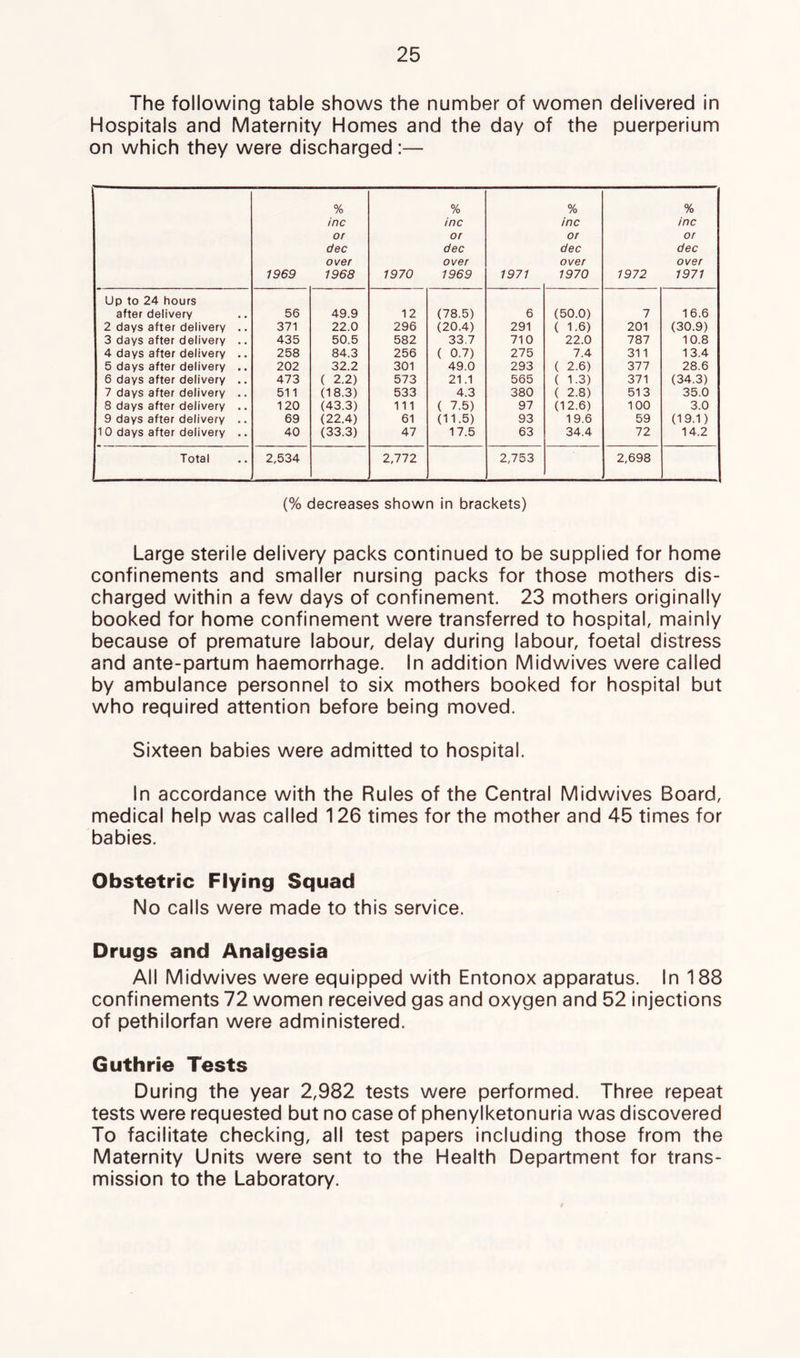 25
The following table shows the number of women delivered in
Hospitals and Maternity Homes and the day of the puerperium
on which they were discharged :—
% % % %
inc inc inc inc
or or or or
dec dec dec dec
over over over over
1969 1968 1970 1969 1971 1970 1972 1971
Up to 24 hours
after delivery .. 56 49.9 12 (78.5) 6 (50.0) 7 16.6
2 days after delivery .. 371 22.0 296 (20.4) 291 ( 1.6) 201 (30.9)
3 days after delivery .. 435 50.5 582 33.7 710 22.0 787 10.8
4 days after delivery .. 258 84.3 256 ( 0.7) 275 7.4 311 13.4
5 days after delivery .. 202 32.2 301 49.0 293 ( 2.6) 377 28.6
6 days after delivery .. 473 ( 2.2) 573 21.1 565 ( 1.3) 371 (34.3)
7 days after delivery .. 511 (18.3) 533 4.3 380 ( 2.8) 513 35.0
8 days after delivery .. 120 (43.3) 111 ( 7.5) 97 (12.6) 100 3.0
9 days after delivery .. 69 (22.4) 61 (11.5) 93 19.6 59 (19.1)
10 days after delivery .. 40 (33.3) 47 17.5 63 34.4 72 14.2
Total .. 2,534 2,772 2,753 2,698
(% decreases shown in brackets)
Large sterile delivery packs continued to be supplied for home
confinements and smaller nursing packs for those mothers dis-
charged within a few days of confinement. 23 mothers originally
booked for home confinement were transferred to hospital, mainly
because of premature labour, delay during labour, foetal distress
and ante-partum haemorrhage. In addition Midwives were called
by ambulance personnel to six mothers booked for hospital but
who required attention before being moved.
Sixteen babies were admitted to hospital.
In accordance with the Rules of the Central Midwives Board,
medical help was called 126 times for the mother and 45 times for
babies.
Obstetric Flying Squad
No calls were made to this service.
Drugs and Analgesia
All Midwives were equipped with Entonox apparatus. In 188
confinements 72 women received gas and oxygen and 52 injections
of pethilorfan were administered.
Guthrie Tests
During the year 2,982 tests were performed. Three repeat
tests were requested but no case of phenylketonuria was discovered
To facilitate checking, all test papers including those from the
Maternity Units were sent to the Health Department for trans-
mission to the Laboratory.